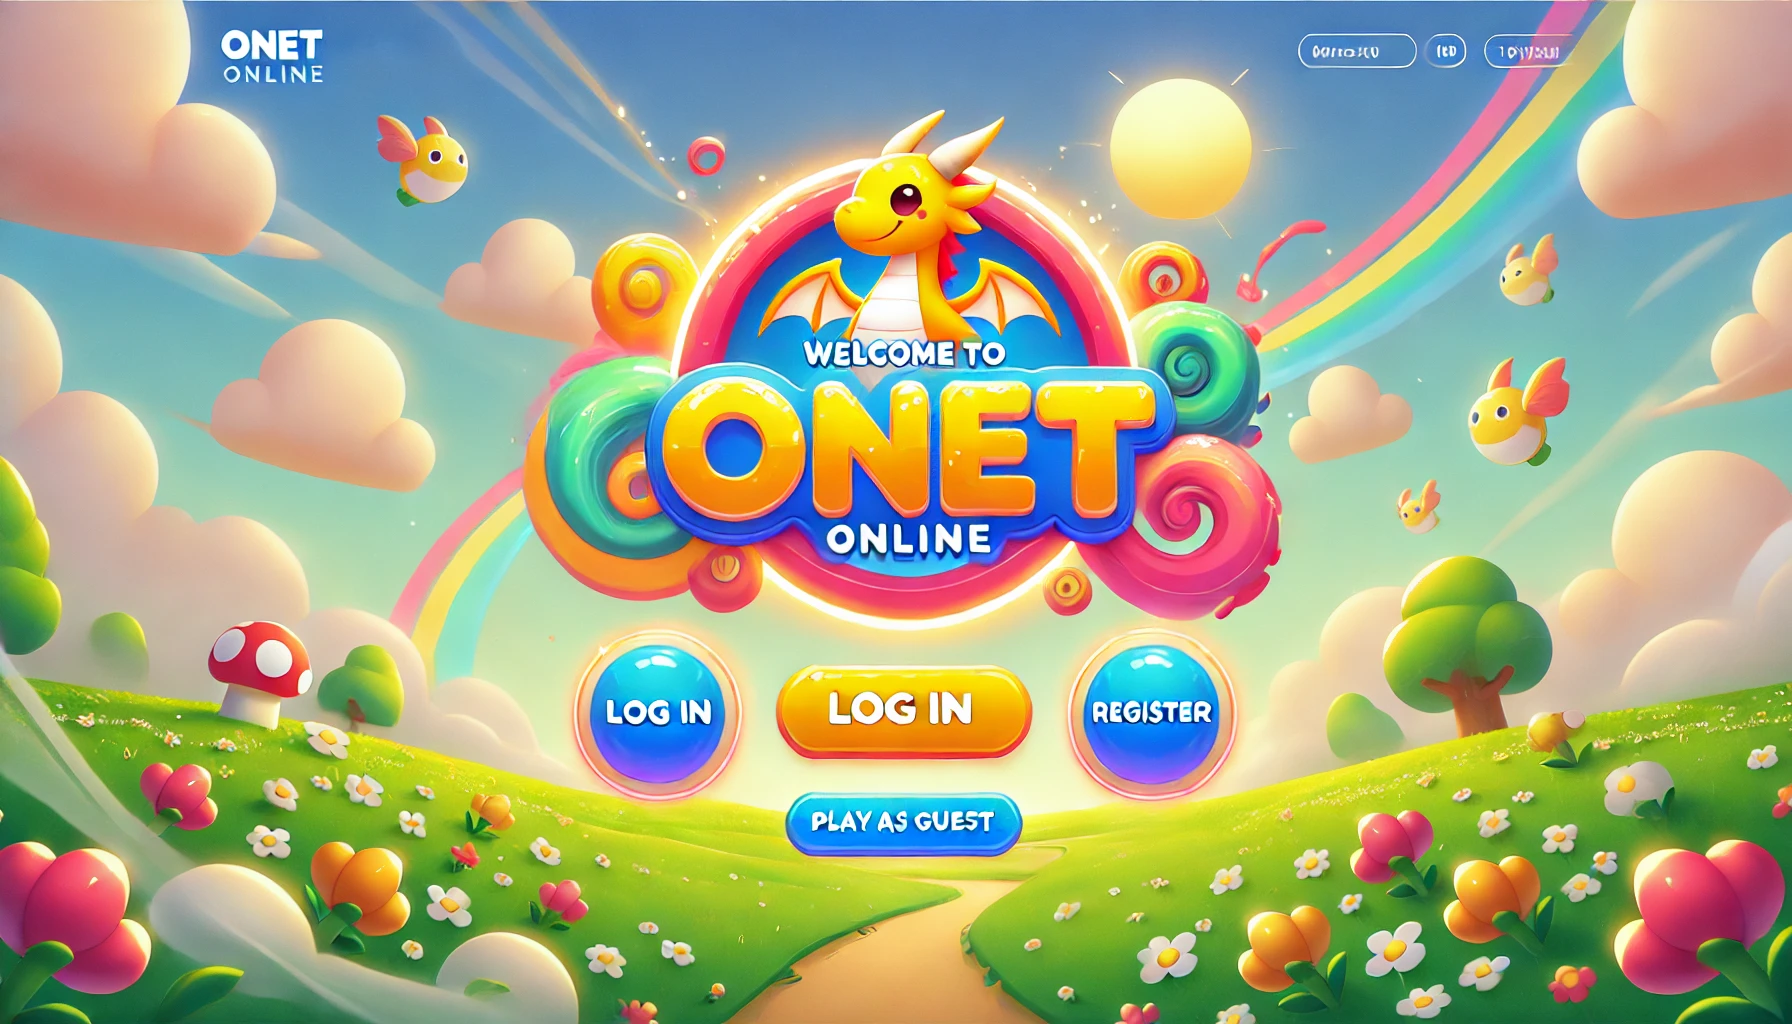 ONET
ONLINE
WELCOME TO
ONET
ONLINE
LOG IN
LOG IN
REGISTER
PLAY AS GUEST